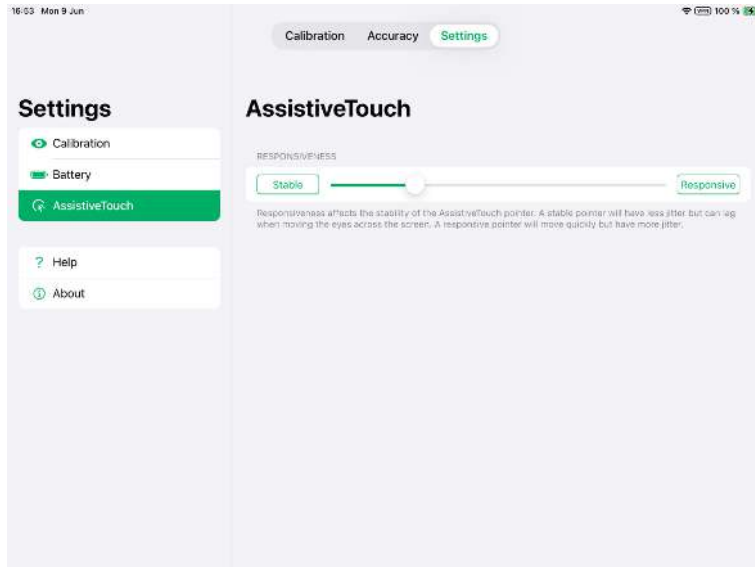 16:53 Mon 9 Jun
100 %
Calibration Accuracy Settings
Settings
Calibration
Battery
AssistiveTouch
Help
About
AssistiveTouch
RESPONSIVENESS
Stable
Responsive
Responsiveness affects the stability of the AssistiveTouch pointer. A stable pointer will have less jitter but can lag
when moving the eyes across the screen. A responsive pointer will move quickly but have more jitter.